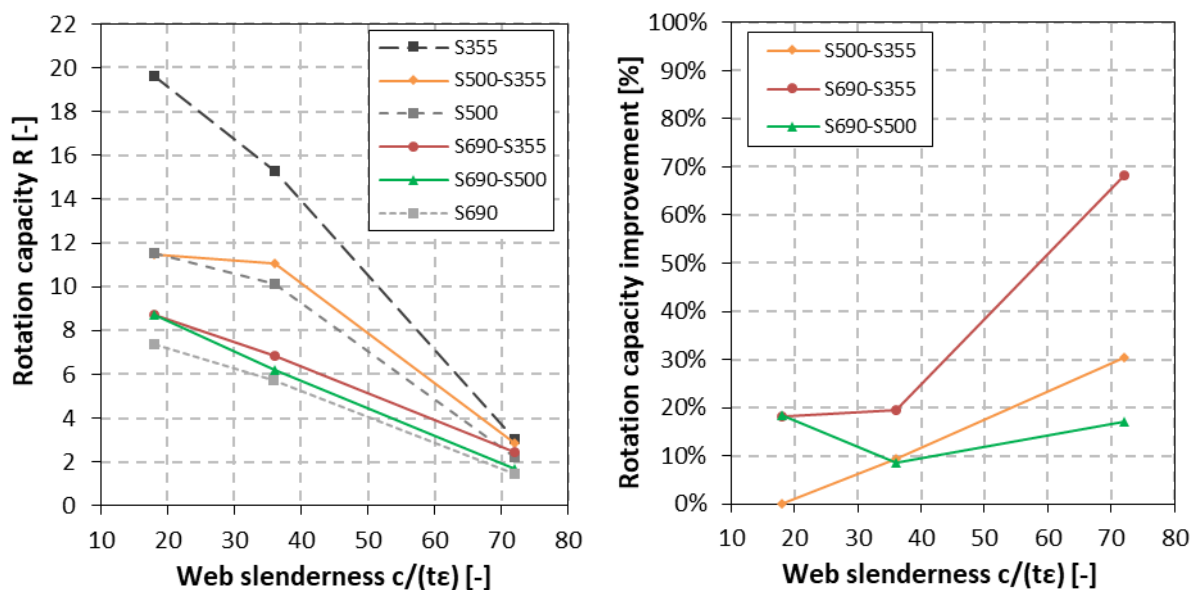 Rotation capacity R [-]
22
20
18
16
14
12
10
8
6
4
2
0
S355
S500-S355
S500
S690-S355
S690-S500
S690
10 20 30 40 50 60 70 80
Web slenderness c/(tε) [-]
Rotation capacity improvement [%]
100%
90%
80%
70%
60%
50%
40%
30%
20%
10%
0%
S500-S355
S690-S355
S690-S500
10 20 30 40 50 60 70 80
Web slenderness c/(tε) [-]